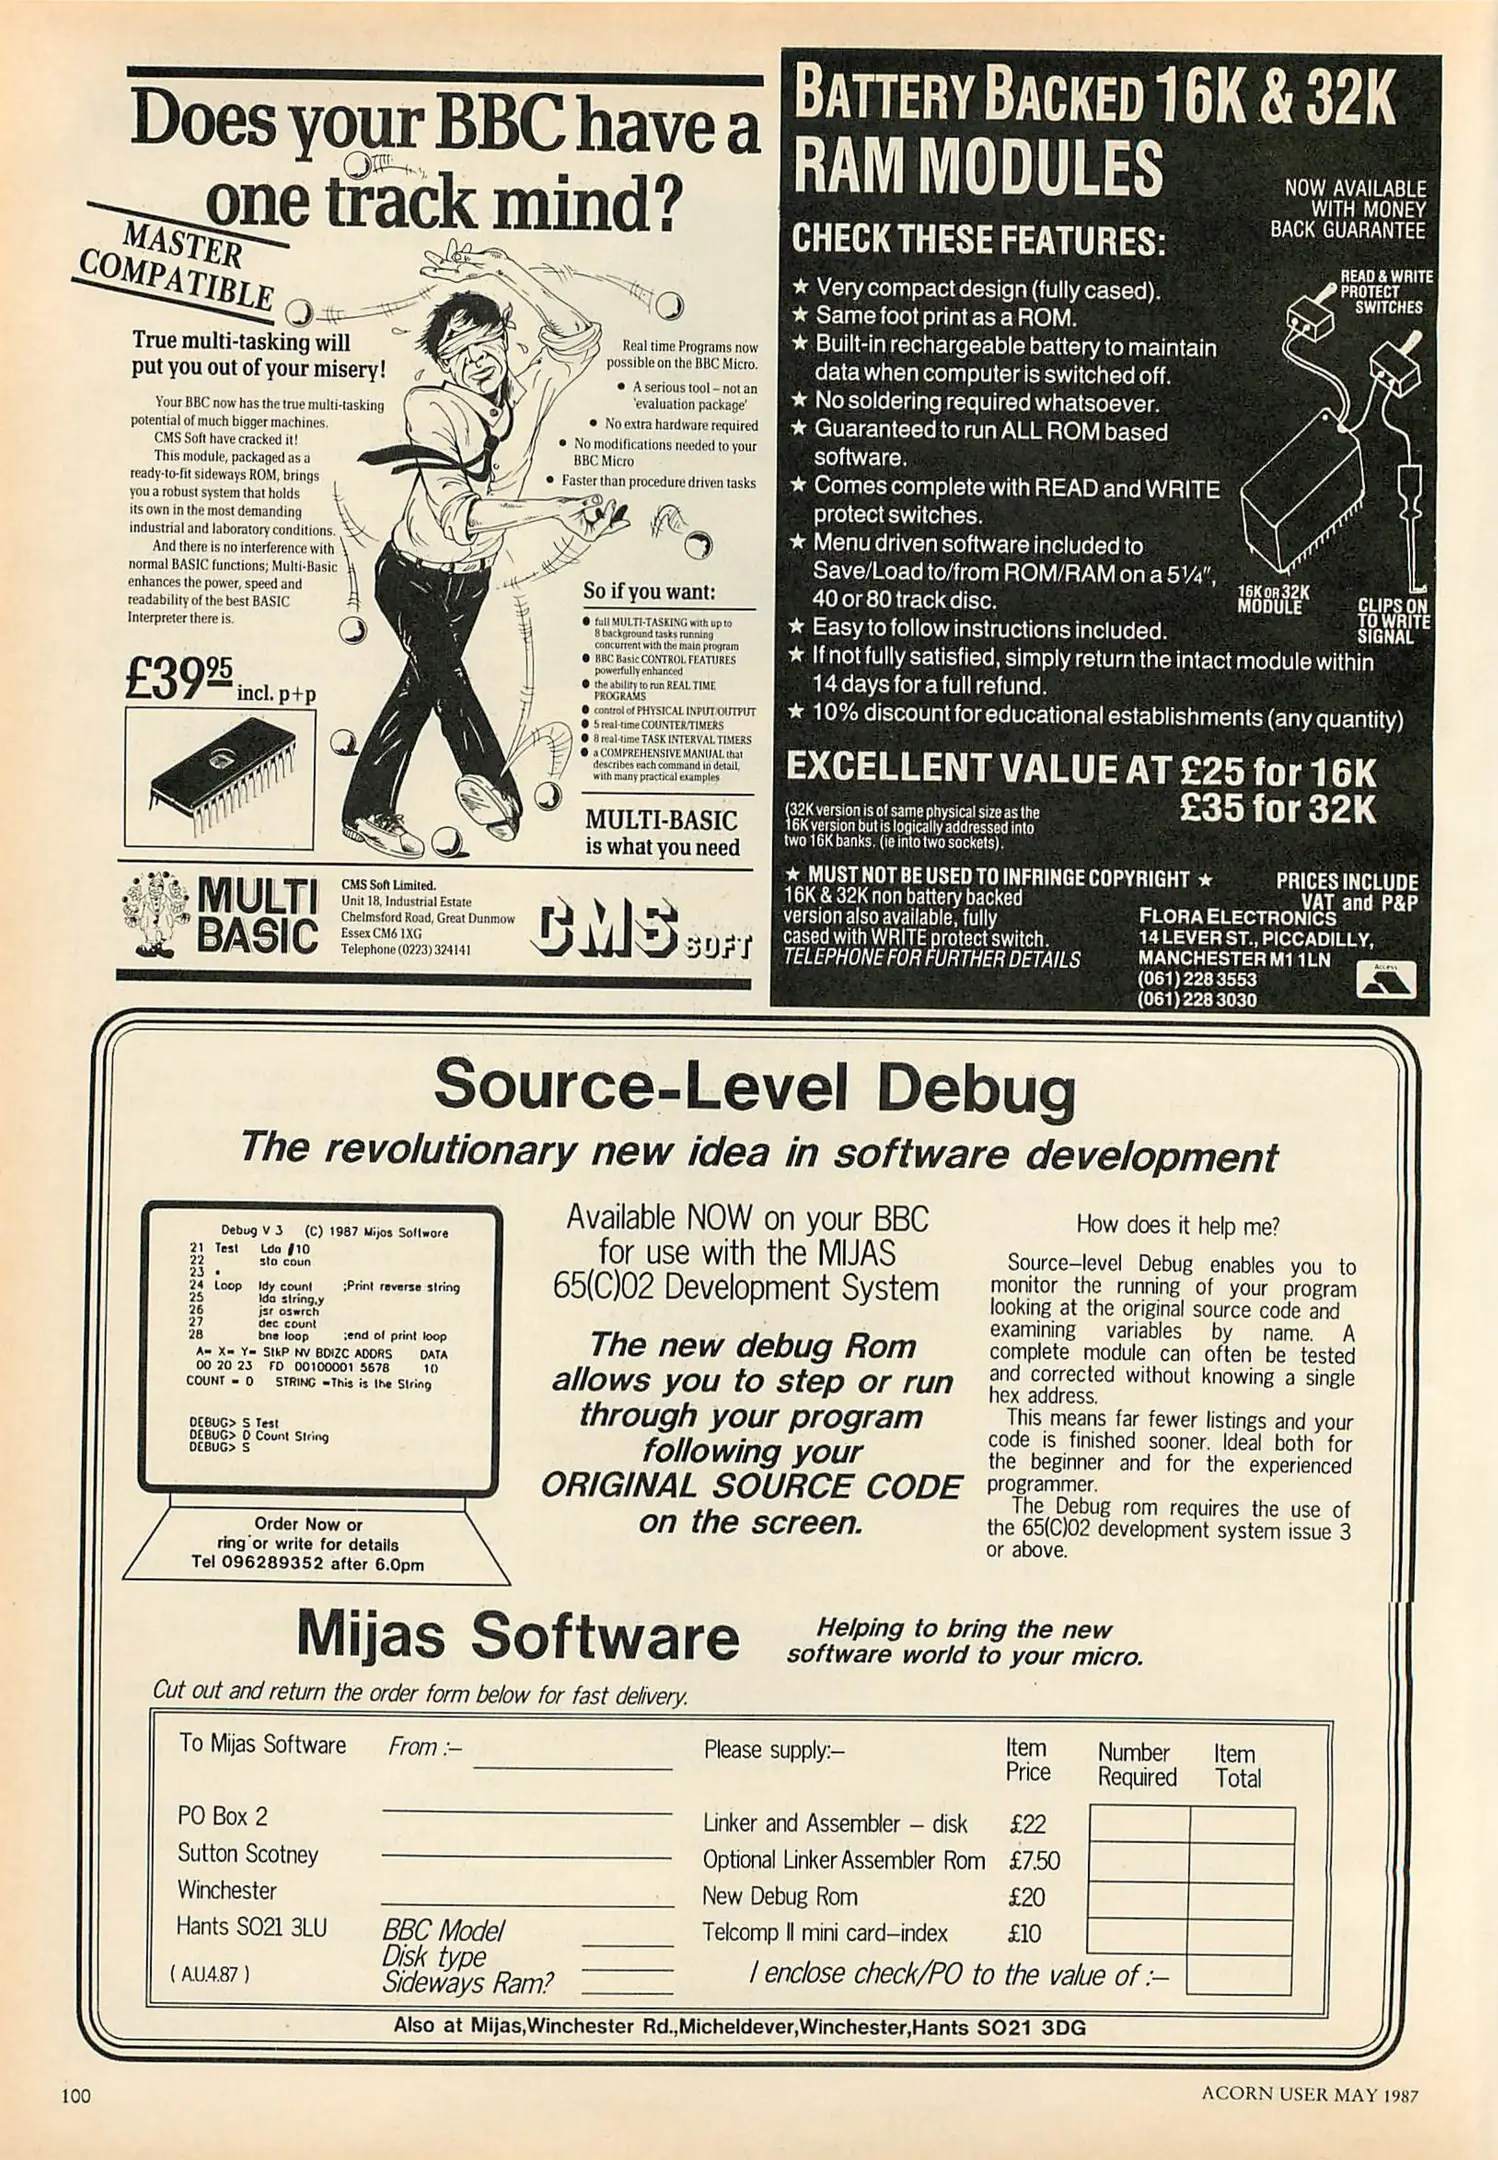 Does your BBC have a
one track mind?
MASTER
COMPATIBLE
True multi-tasking will
put you out of your misery!
Your BBC now has the true multi-tasking
potential of much bigger machines.
CMS Soft have cracked it!
This module, packaged as a
ready-to-fit sideways ROM, brings
you a robust system that holds
its own in the most demanding
industrial and laboratory conditions.
And there is no interference with
normal BASIC functions; Multi-Basic
enhances the power, speed and
readability of the best BASIC
Interpreter there is.
£39.95 incl. p+p
Real time Programs now
possible on the BBC Micro.
• A serious tool – not an
'evaluation package'
• No extra hardware required
• No modifications needed to your
BBC Micro
• Faster than procedure driven tasks
So if you want:
• full MULTI-TASKING with up to
8 background tasks running
concurrent with the main program
• BBC Basic CONTROL FEATURES
powerfully enhanced
• the ability to run REAL TIME
PROGRAMS
• control of PHYSICAL INPUT/OUTPUT
• 5 real-time COUNTER/TIMERS
• 8 real-time TASK INTERVAL TIMERS
• a COMPREHENSIVE MANUAL that
describes each command in detail,
with many practical examples
MULTI-BASIC
is what you need
MULTI
BASIC
CMS Soft Limited.
Unit 18, Industrial Estate
Chelmsford Road, Great Dunmow
Essex CM6 1XG
Telephone (0223) 324141
CMS SOFT
BATTERY BACKED 16K & 32K
RAM MODULES
NOW AVAILABLE
WITH MONEY
BACK GUARANTEE
CHECK THESE FEATURES:
★ Very compact design (fully cased).
★ Same foot print as a ROM.
★ Built-in rechargeable battery to maintain
data when computer is switched off.
★ No soldering required whatsoever.
★ Guaranteed to run ALL ROM based
software.
★ Comes complete with READ and WRITE
protect switches.
★ Menu driven software included to
Save/Load to/from ROM/RAM on a 5¼",
40 or 80 track disc.
★ Easy to follow instructions included.
★ If not fully satisfied, simply return the intact module within
14 days for a full refund.
★ 10% discount for educational establishments (any quantity)
READ & WRITE
PROTECT
SWITCHES
16K OR 32K
MODULE
CLIPS ON
TO WRITE
SIGNAL
EXCELLENT VALUE AT £25 for 16K
£35 for 32K
(32K version is of same physical size as the
16K version but is logically addressed into
two 16K banks. (ie into two sockets).
★ MUST NOT BE USED TO INFRINGE COPYRIGHT ★
16K & 32K non battery backed
version also available, fully
cased with WRITE protect switch.
TELEPHONE FOR FURTHER DETAILS
PRICES INCLUDE
VAT and P&P
FLORA ELECTRONICS
14 LEVER ST., PICCADILLY,
MANCHESTER M1 1LN
(061) 228 3553
(061) 228 3030
Access
Source-Level Debug
The revolutionary new idea in software development
Debug V 3 (C) 1987 Mijos Software
21 Test Lda #10
22 sta coun
23 *
24 Loop ldy count ;Print reverse string
25 lda string,y
26 jsr oswrch
27 dec count
28 bne loop ;end of print loop
A= X= Y= StkP NV BDIZC ADDRS DATA
00 20 23 FD 00100001 5678 10
COUNT = 0 STRING =This is the String
DEBUG> S Test
DEBUG> D Count String
DEBUG> S
Order Now or
ring or write for details
Tel 096289352 after 6.0pm
Available NOW on your BBC
for use with the MIJAS
65(C)02 Development System
The new debug Rom
allows you to step or run
through your program
following your
ORIGINAL SOURCE CODE
on the screen.
How does it help me?
Source–level Debug enables you to
monitor the running of your program
looking at the original source code and
examining variables by name. A
complete module can often be tested
and corrected without knowing a single
hex address.
This means far fewer listings and your
code is finished sooner. Ideal both for
the beginner and for the experienced
programmer.
The Debug rom requires the use of
the 65(C)02 development system issue 3
or above.
Mijas Software
Helping to bring the new
software world to your micro.
Cut out and return the order form below for fast delivery.
To Mijas Software
PO Box 2
Sutton Scotney
Winchester
Hants SO21 3LU
( A.U.4.87 )
From :–
BBC Model
Disk type
Sideways Ram?
Please supply:– Item Price Number Required Item Total
Linker and Assembler – disk £22
Optional Linker Assembler Rom £7.50
New Debug Rom £20
Telcomp II mini card–index £10
I enclose check/PO to the value of :–
Also at Mijas,Winchester Rd.,Micheldever,Winchester,Hants SO21 3DG
100
ACORN USER MAY 1987